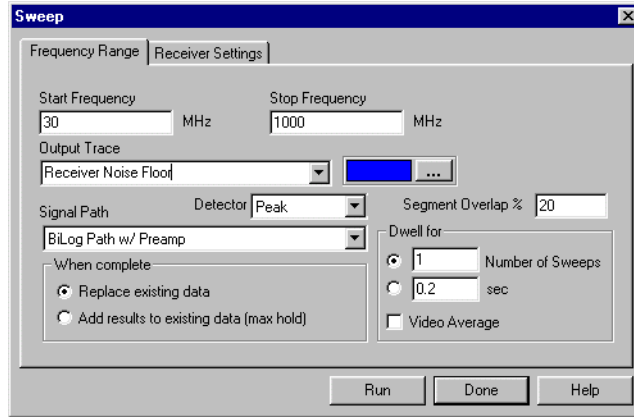 Sweep
Frequency Range Receiver Settings
Start Frequency Stop Frequency
30 MHz 1000 MHz
Output Trace
Receiver Noise Floor ...
Signal Path Detector Peak Segment Overlap % 20
BiLog Path w/ Preamp Dwell for
When complete 1 Number of Sweeps
Replace existing data 0.2 sec
Add results to existing data (max hold) Video Average
Run Done Help